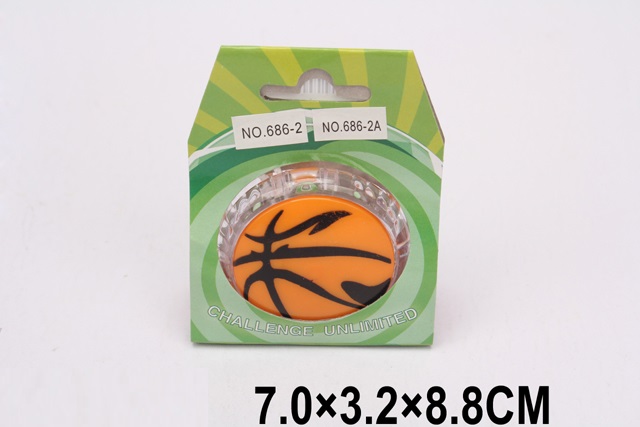 NO.686-2
NO.686-2A
CHALLENGE UNLIMITED
7.0×3.2×8.8CM